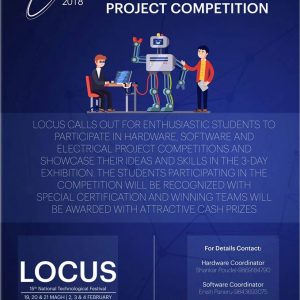 2018
PROJECT COMPETITION
LOCUS CALLS OUT FOR ENTHUSIASTIC STUDENTS TO
PARTICIPATE IN HARDWARE, SOFTWARE AND
ELECTRICAL PROJECT COMPETITIONS AND
SHOWCASE THEIR IDEAS AND SKILLS IN THE 3-DAY
EXHIBITION. THE STUDENTS PARTICIPATING IN THE
COMPETITION WILL BE RECOGNIZED WITH
SPECIAL CERTIFICATION AND WINNING TEAMS WILL
BE AWARDED WITH ATTRACTIVE CASH PRIZES
LOCUS
15th National Technological Festival
19, 20 & 21 MAGH | 2, 3 & 4 FEBRUARY
For Details Contact:
Hardware Coordinator
Shankar Poudel
Software Coordinator